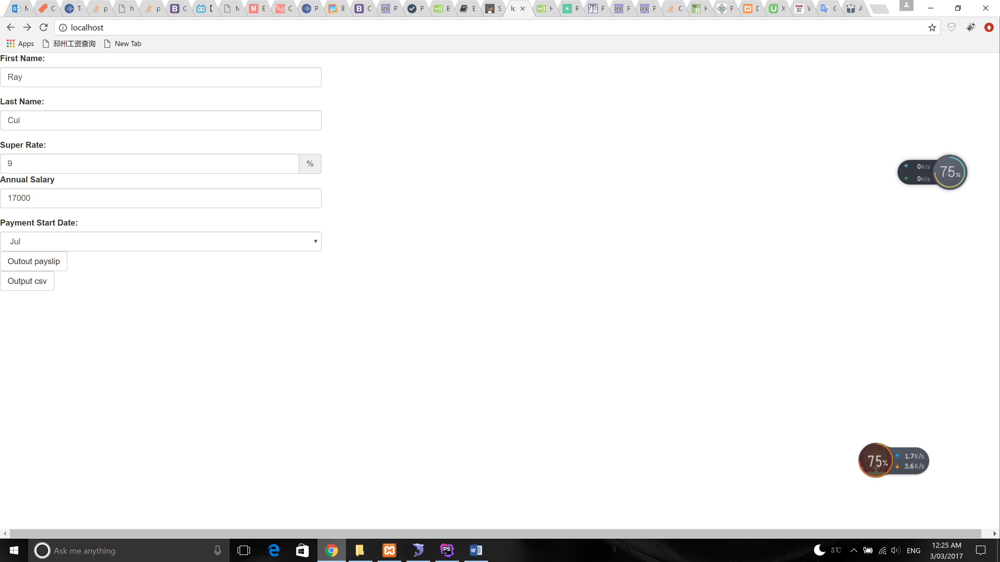 localhost
Apps 邳州工资查询 New Tab
First Name:
Ray
Last Name:
Cui
Super Rate:
9 %
Annual Salary
17000
Payment Start Date:
Jul
Outout payslip
Output csv
0K/s
0K/s
75%
75%
1.7K/s
3.6K/s
Ask me anything
5℃
ENG
12:25 AM
3/03/2017